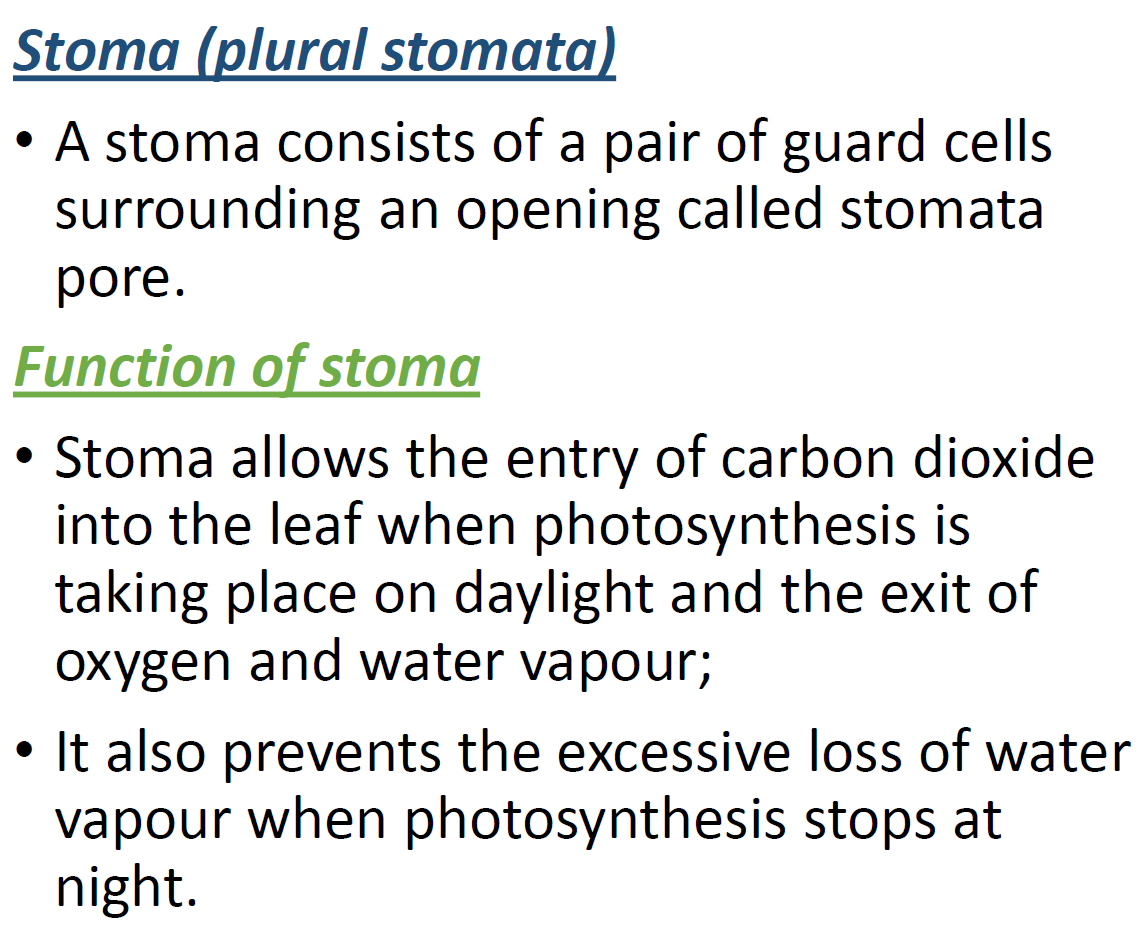 Stoma (plural stomata)
• A stoma consists of a pair of guard cells
surrounding an opening called stomata
pore.
Function of stoma
• Stoma allows the entry of carbon dioxide
into the leaf when photosynthesis is
taking place on daylight and the exit of
oxygen and water vapour;
• It also prevents the excessive loss of water
vapour when photosynthesis stops at
night.